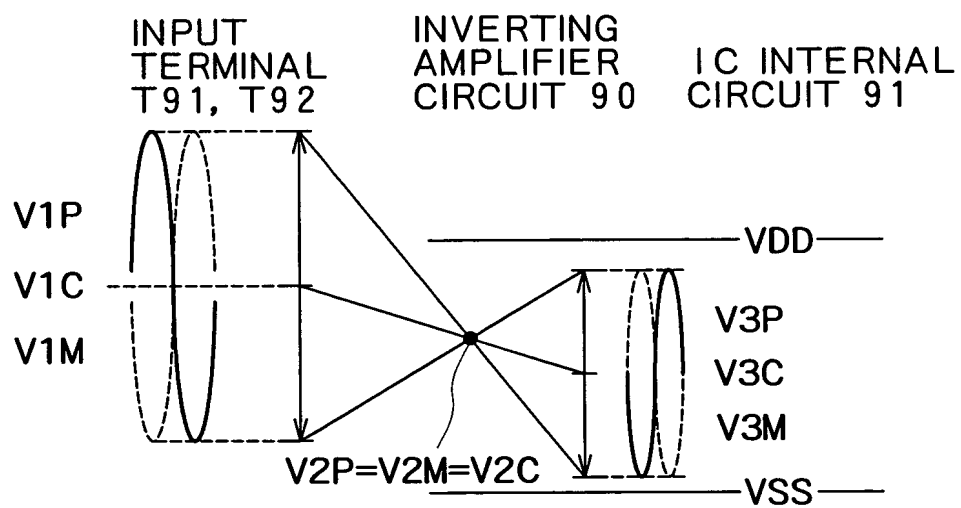 INPUT
TERMINAL
T91, T92
INVERTING
AMPLIFIER
CIRCUIT 90
IC INTERNAL
CIRCUIT 91
V1P
V1C
V1M
VDD
V3P
V3C
V3M
V2P=V2M=V2C
VSS